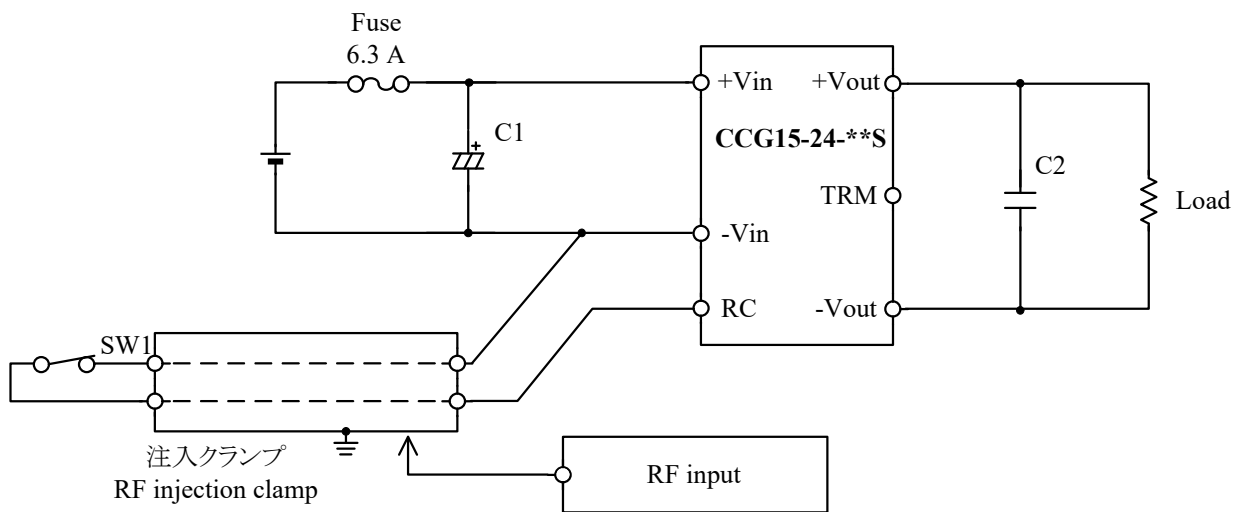 Fuse
6.3 A
C1
+Vin
+Vout
CCG15-24-**S
C2
TRM
Load
-Vin
RC
-Vout
SW1
注入クランプ
RF injection clamp
RF input